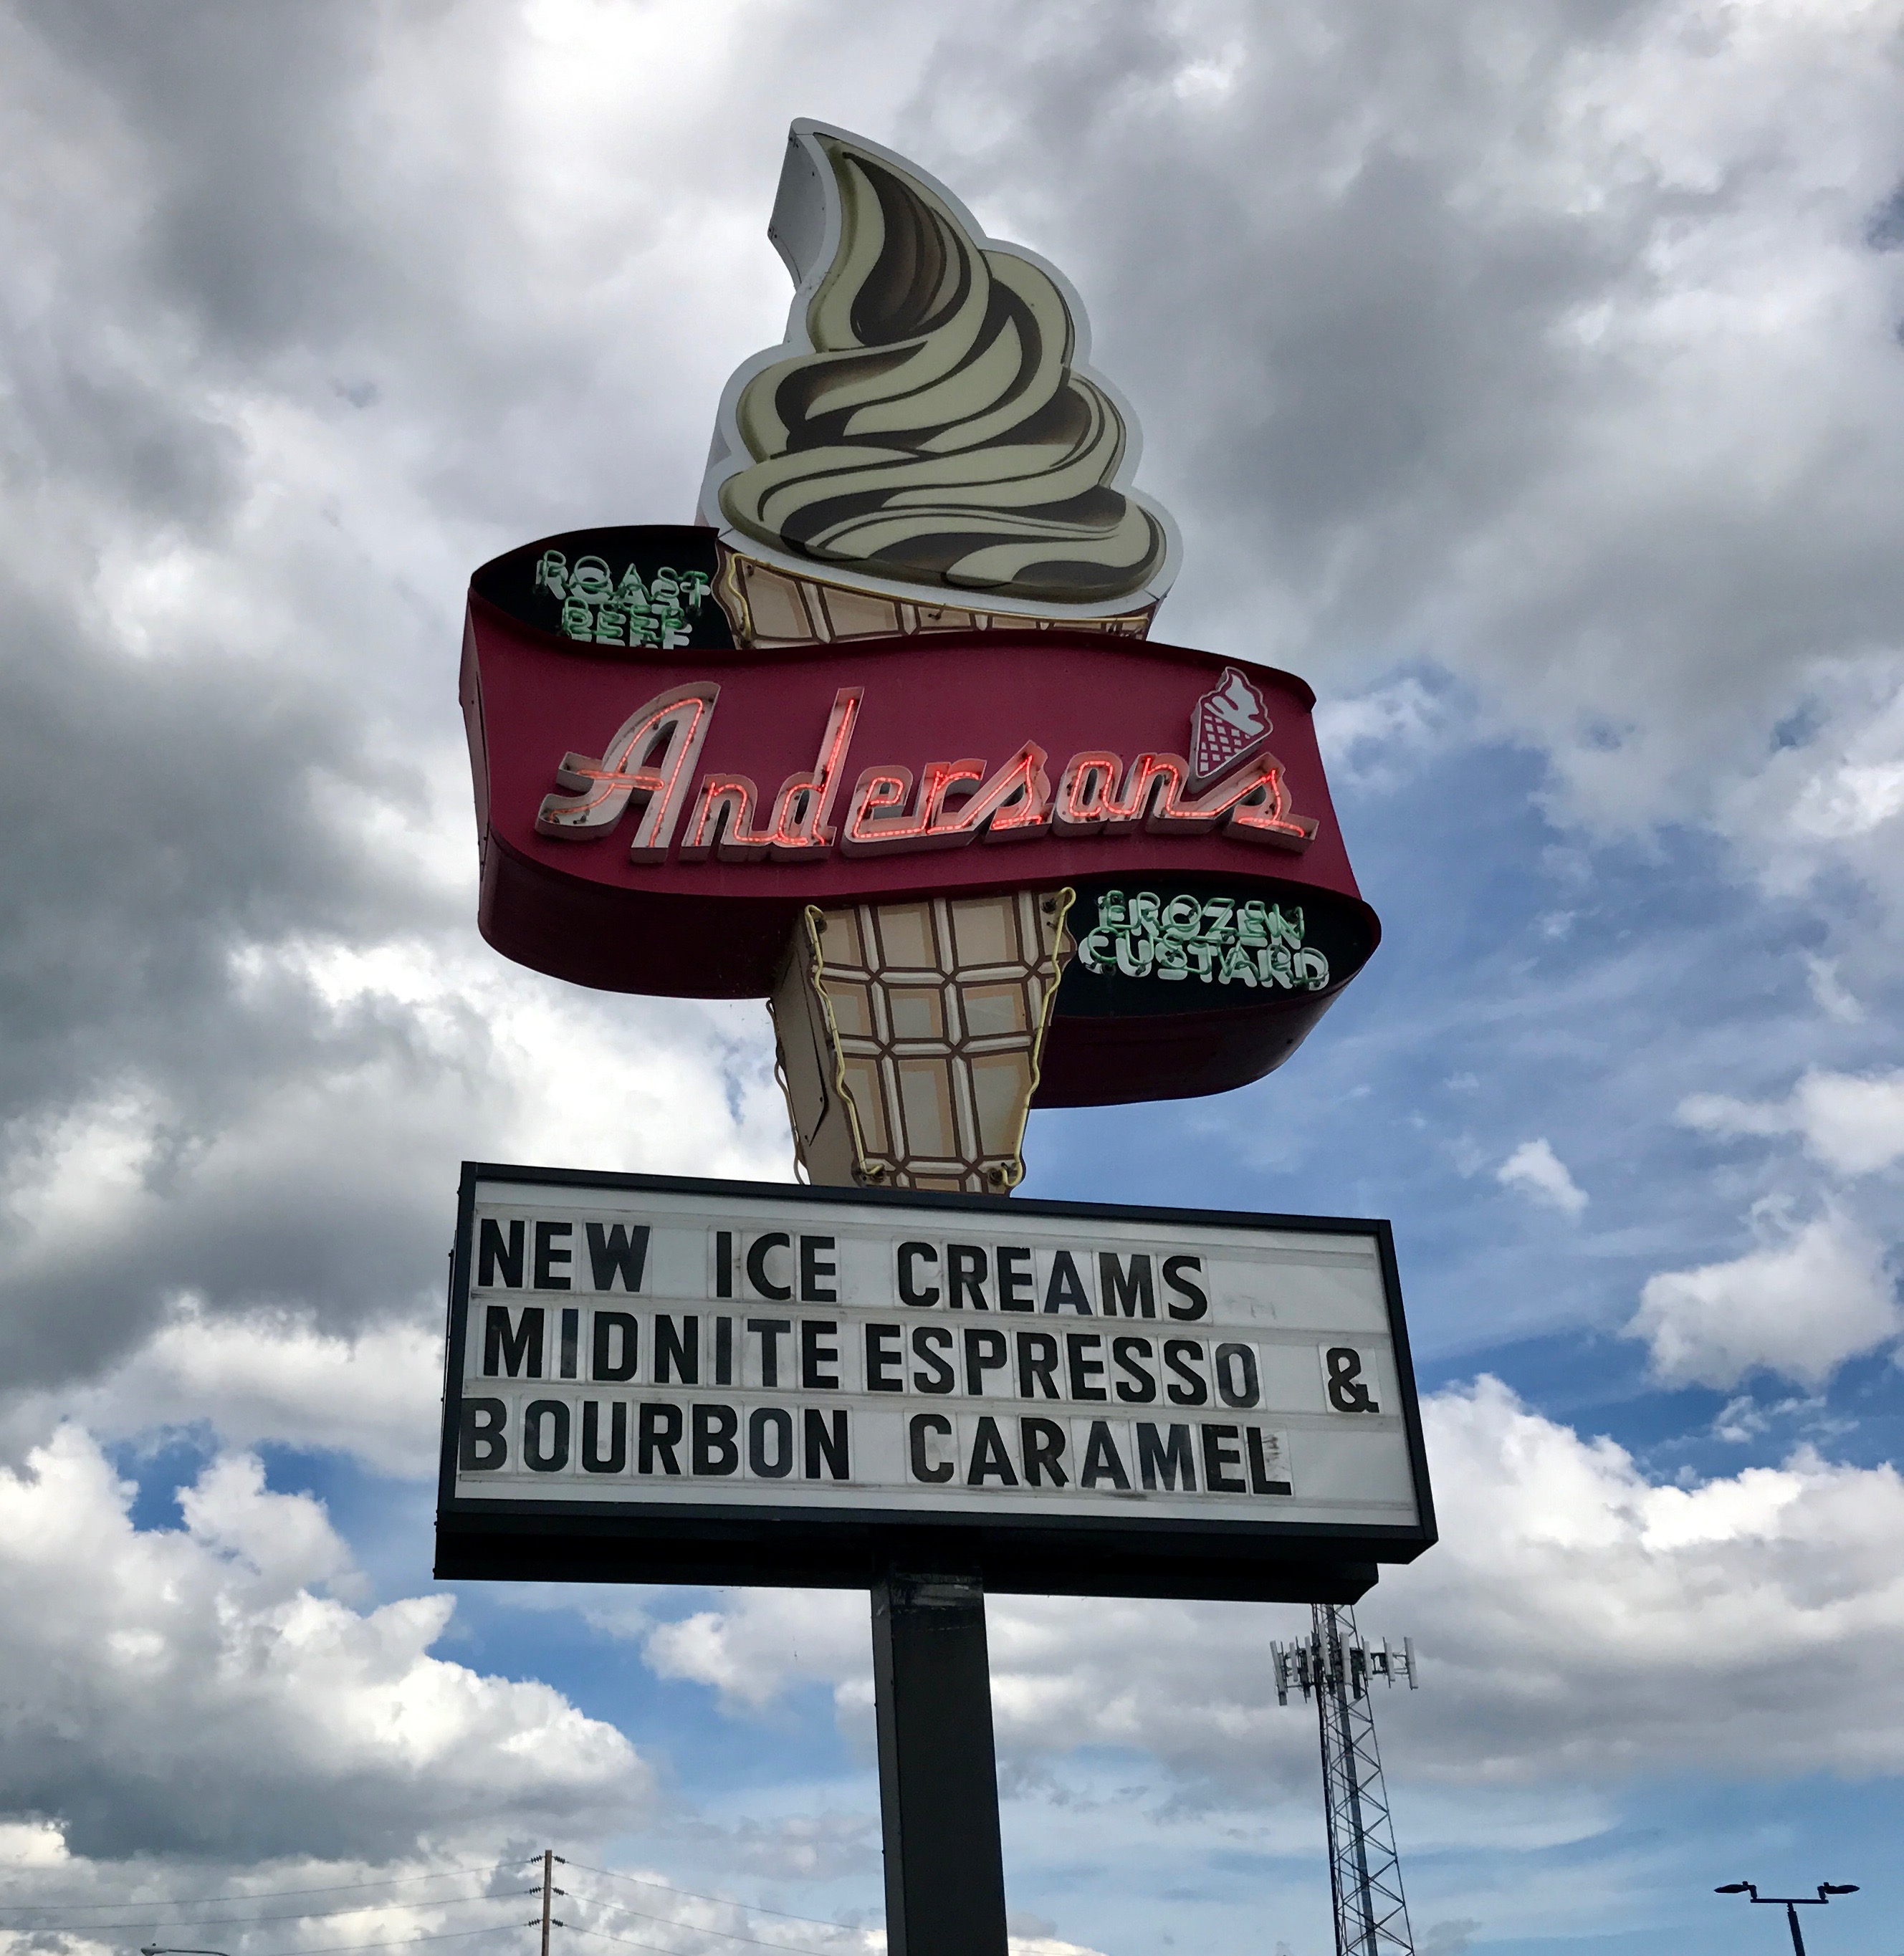 ROAST
BEEF
Anderson's
FROZEN
CUSTARD
NEW ICE CREAMS
MIDNITE ESPRESSO &
BOURBON CARAMEL